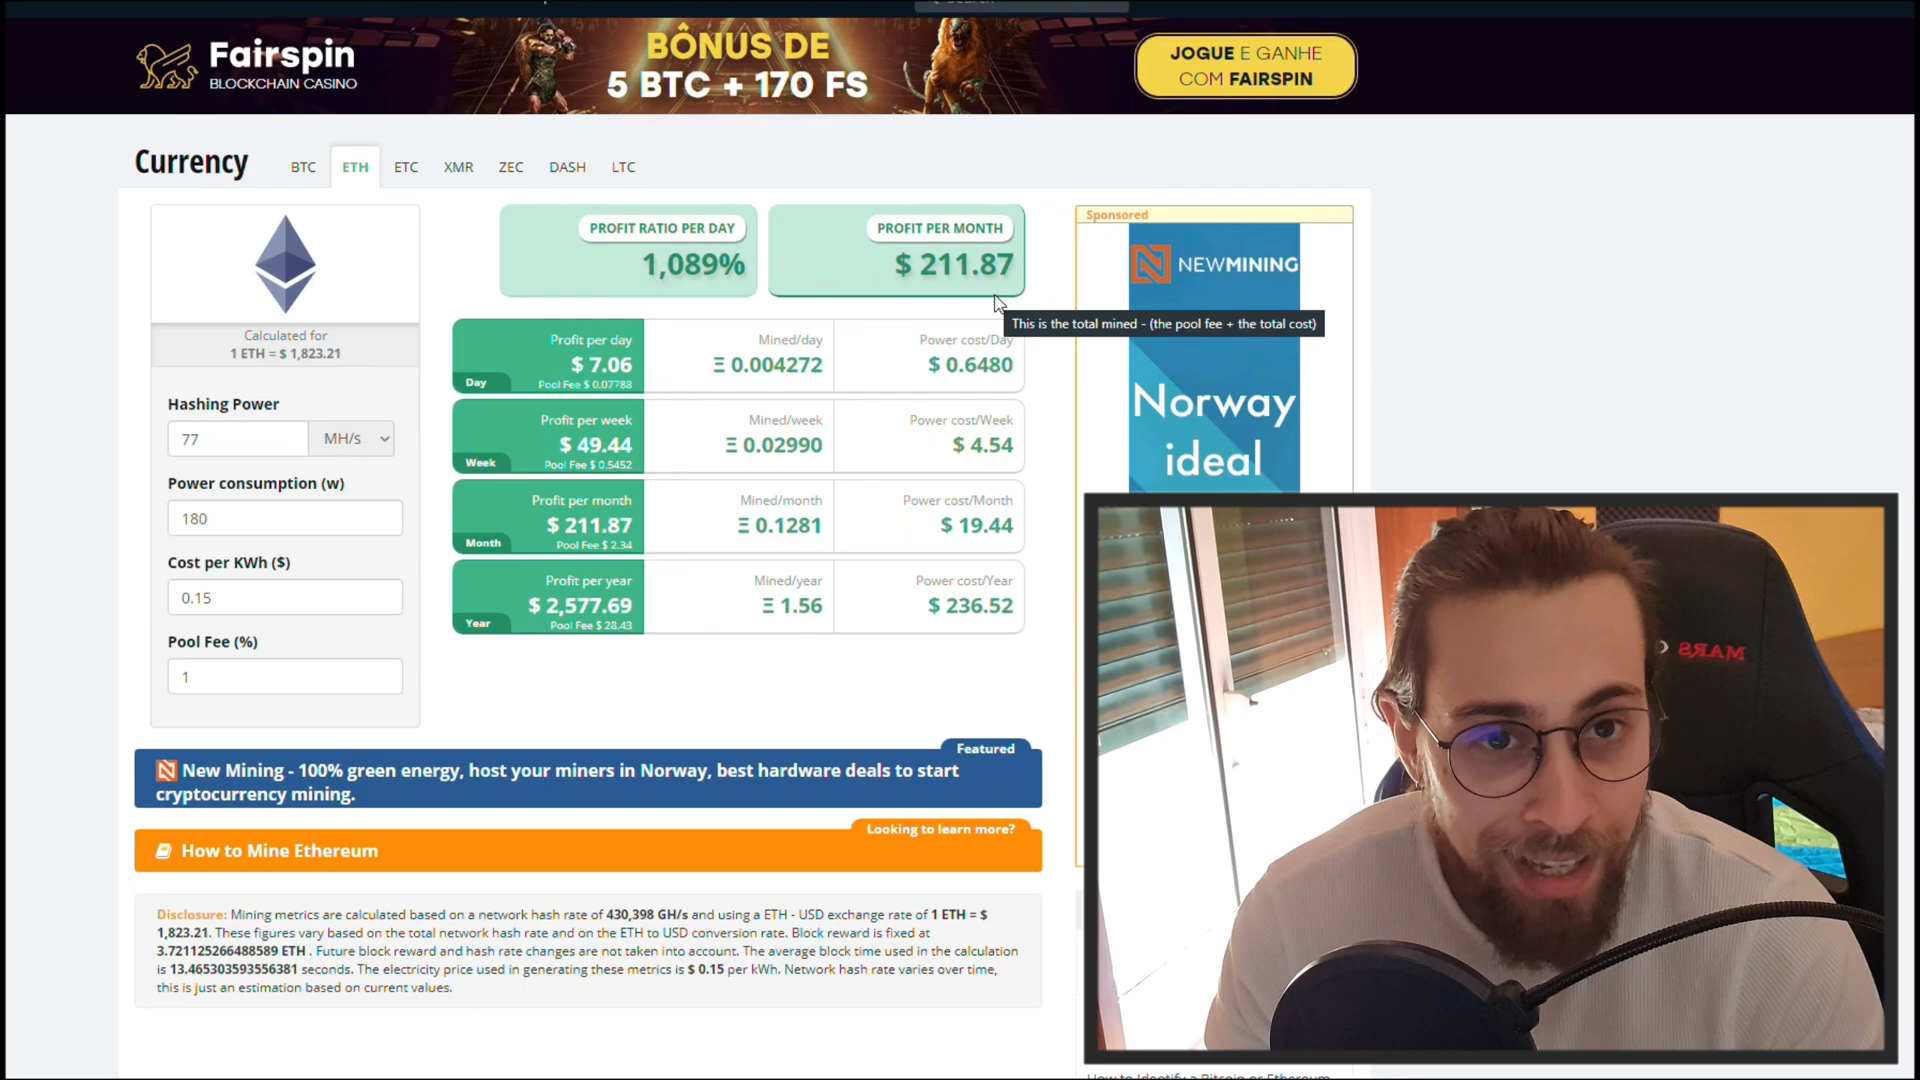 Fairspin
BLOCKCHAIN CASINO
BÔNUS DE
5 BTC + 170 FS
JOGUE E GANHE
COM FAIRSPIN
Currency
BTC
ETH
ETC
XMR
ZEC
DASH
LTC
Calculated for
1 ETH = $ 1,823.21
Hashing Power
77
MH/s
Power consumption (w)
180
Cost per KWh ($)
0.15
Pool Fee (%)
1
PROFIT RATIO PER DAY
1,089%
PROFIT PER MONTH
$ 211.87
This is the total mined - (the pool fee + the total cost)
Profit per day
$ 7.06
Pool Fee $ 0.07788
Day
Mined/day
Ξ 0.004272
Power cost/Day
$ 0.6480
Profit per week
$ 49.44
Pool Fee $ 0.5452
Week
Mined/week
Ξ 0.02990
Power cost/Week
$ 4.54
Profit per month
$ 211.87
Pool Fee $ 2.34
Month
Mined/month
Ξ 0.1281
Power cost/Month
$ 19.44
Profit per year
$ 2,577.69
Pool Fee $ 28.43
Year
Mined/year
Ξ 1.56
Power cost/Year
$ 236.52
Sponsored
NEWMINING
Norway
ideal
MARS
Featured
New Mining - 100% green energy, host your miners in Norway, best hardware deals to start
cryptocurrency mining.
Looking to learn more?
How to Mine Ethereum
Disclosure: Mining metrics are calculated based on a network hash rate of 430,398 GH/s and using a ETH - USD exchange rate of 1 ETH = $
1,823.21. These figures vary based on the total network hash rate and on the ETH to USD conversion rate. Block reward is fixed at
3.721125266488589 ETH . Future block reward and hash rate changes are not taken into account. The average block time used in the calculation
is 13.465303593556381 seconds. The electricity price used in generating these metrics is $ 0.15 per kWh. Network hash rate varies over time,
this is just an estimation based on current values.
How to Identify a Bitcoin or Ethereum